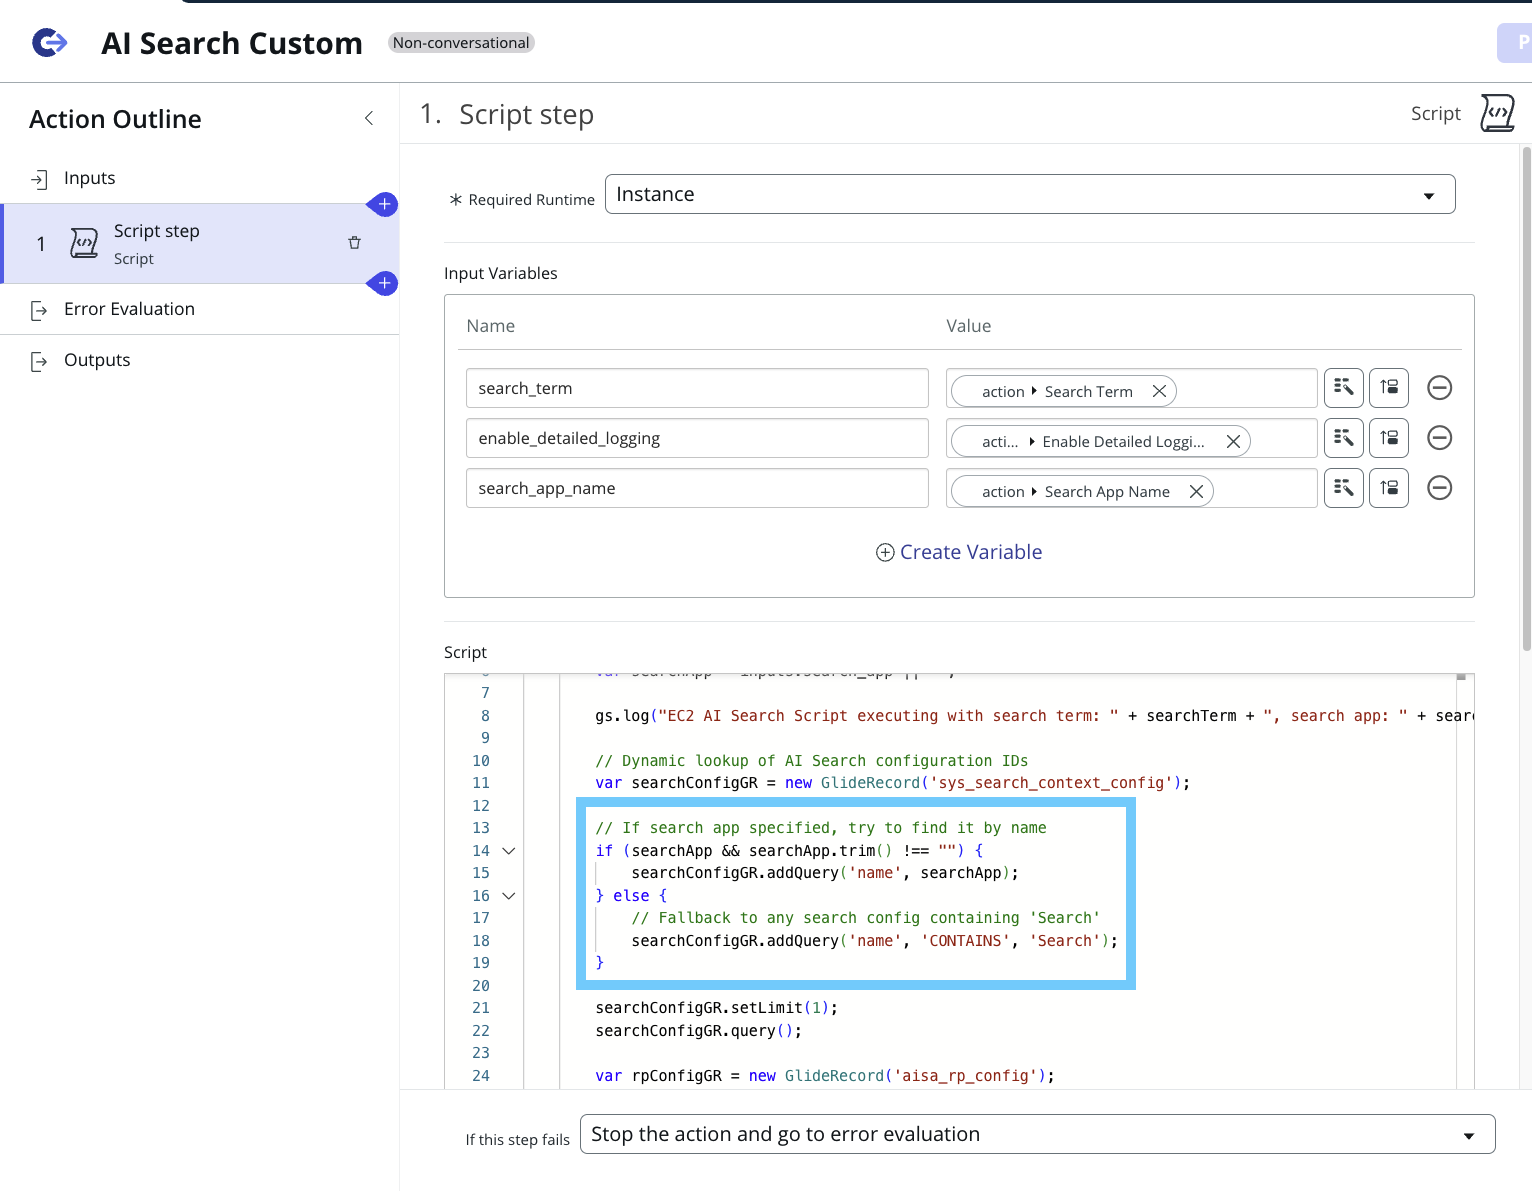 AI Search Custom
Non-conversational
P
Action Outline
Inputs
1
Script step
Script
Error Evaluation
Outputs
1. Script step
Script
* Required Runtime
Instance
Input Variables
Name Value
search_term action Search Term
enable_detailed_logging acti... Enable Detailed Loggi...
search_app_name action Search App Name
Create Variable
Script
7
8 gs.log("EC2 AI Search Script executing with search term: " + searchTerm + ", search app: " + sear
9
10 // Dynamic lookup of AI Search configuration IDs
11 var searchConfigGR = new GlideRecord('sys_search_context_config');
12
13 // If search app specified, try to find it by name
14 if (searchApp && searchApp.trim() !== "") {
15 searchConfigGR.addQuery('name', searchApp);
16 } else {
17 // Fallback to any search config containing 'Search'
18 searchConfigGR.addQuery('name', 'CONTAINS', 'Search');
19 }
20
21 searchConfigGR.setLimit(1);
22 searchConfigGR.query();
23
24 var rpConfigGR = new GlideRecord('aisa_rp_config');
If this step fails
Stop the action and go to error evaluation